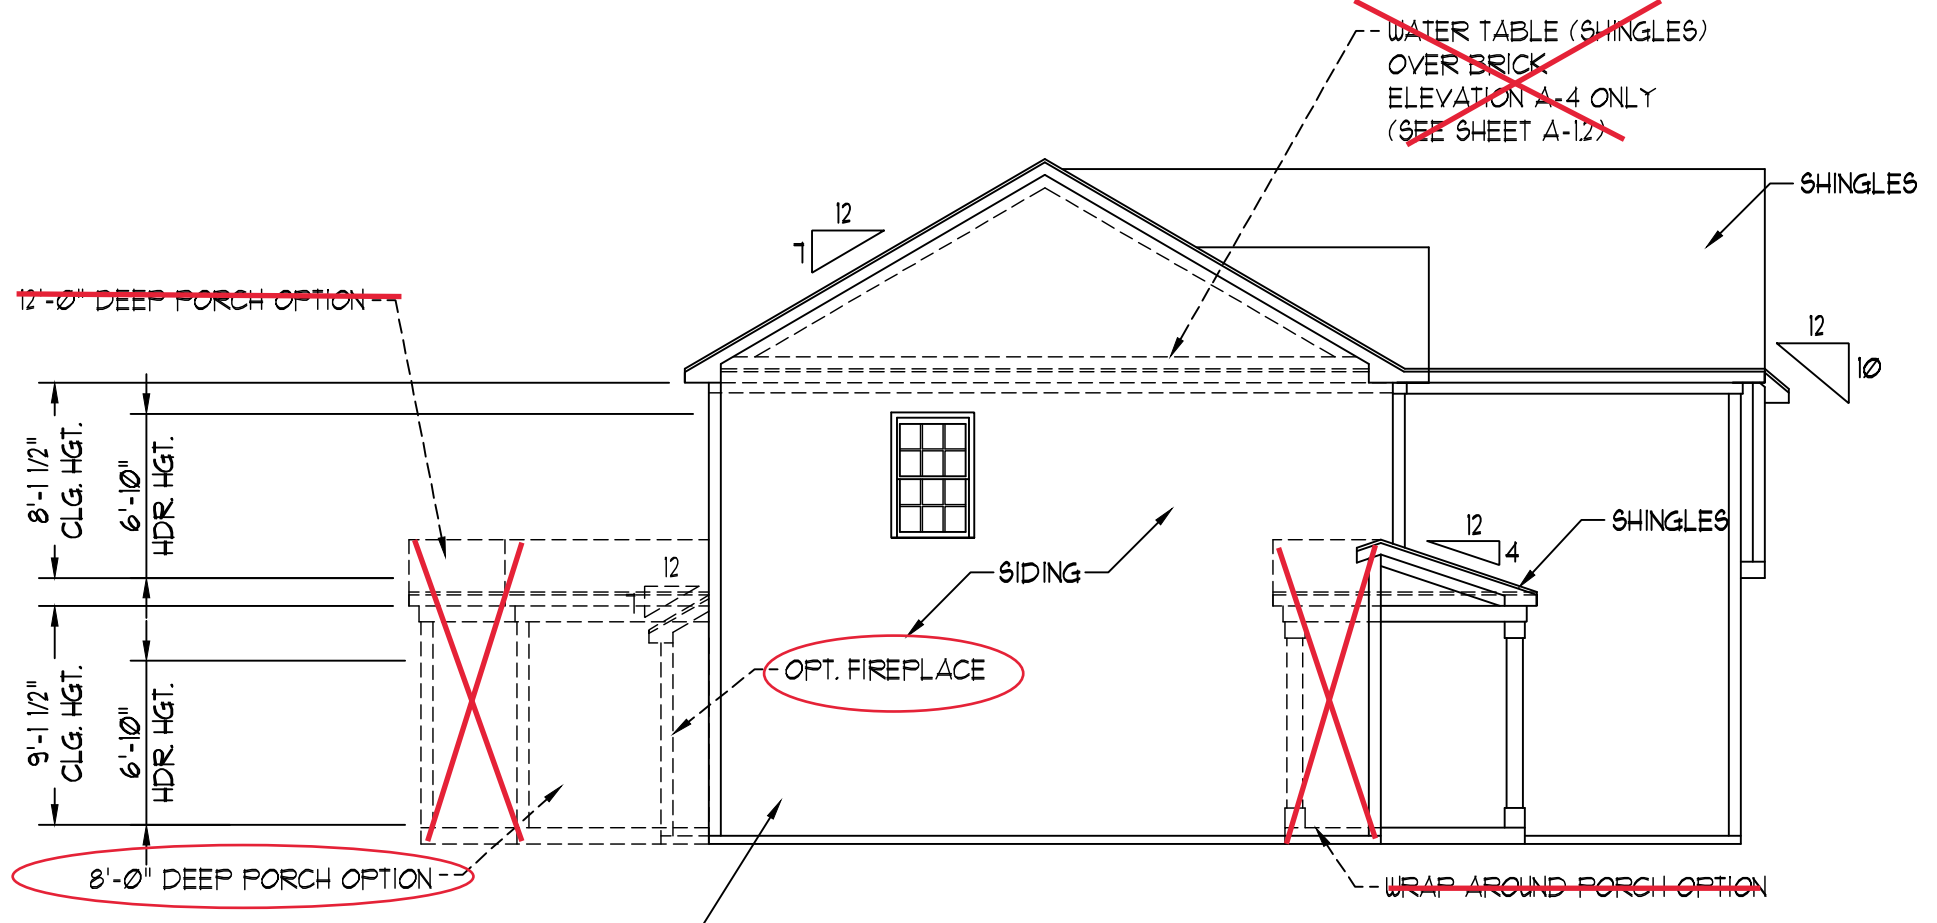 WATER TABLE (SHINGLES)
OVER BRICK
ELEVATION A-4 ONLY
(SEE SHEET A-1.2)
SHINGLES
12
7
12'-0" DEEP PORCH OPTION
12
10
8'-1 1/2"
CLG. HGT.
6'-10"
HDR. HGT.
SHINGLES
12
4
12
7
SIDING
OPT. FIREPLACE
9'-1 1/2"
CLG. HGT.
6'-10"
HDR. HGT.
8'-0" DEEP PORCH OPTION
WRAP AROUND PORCH OPTION